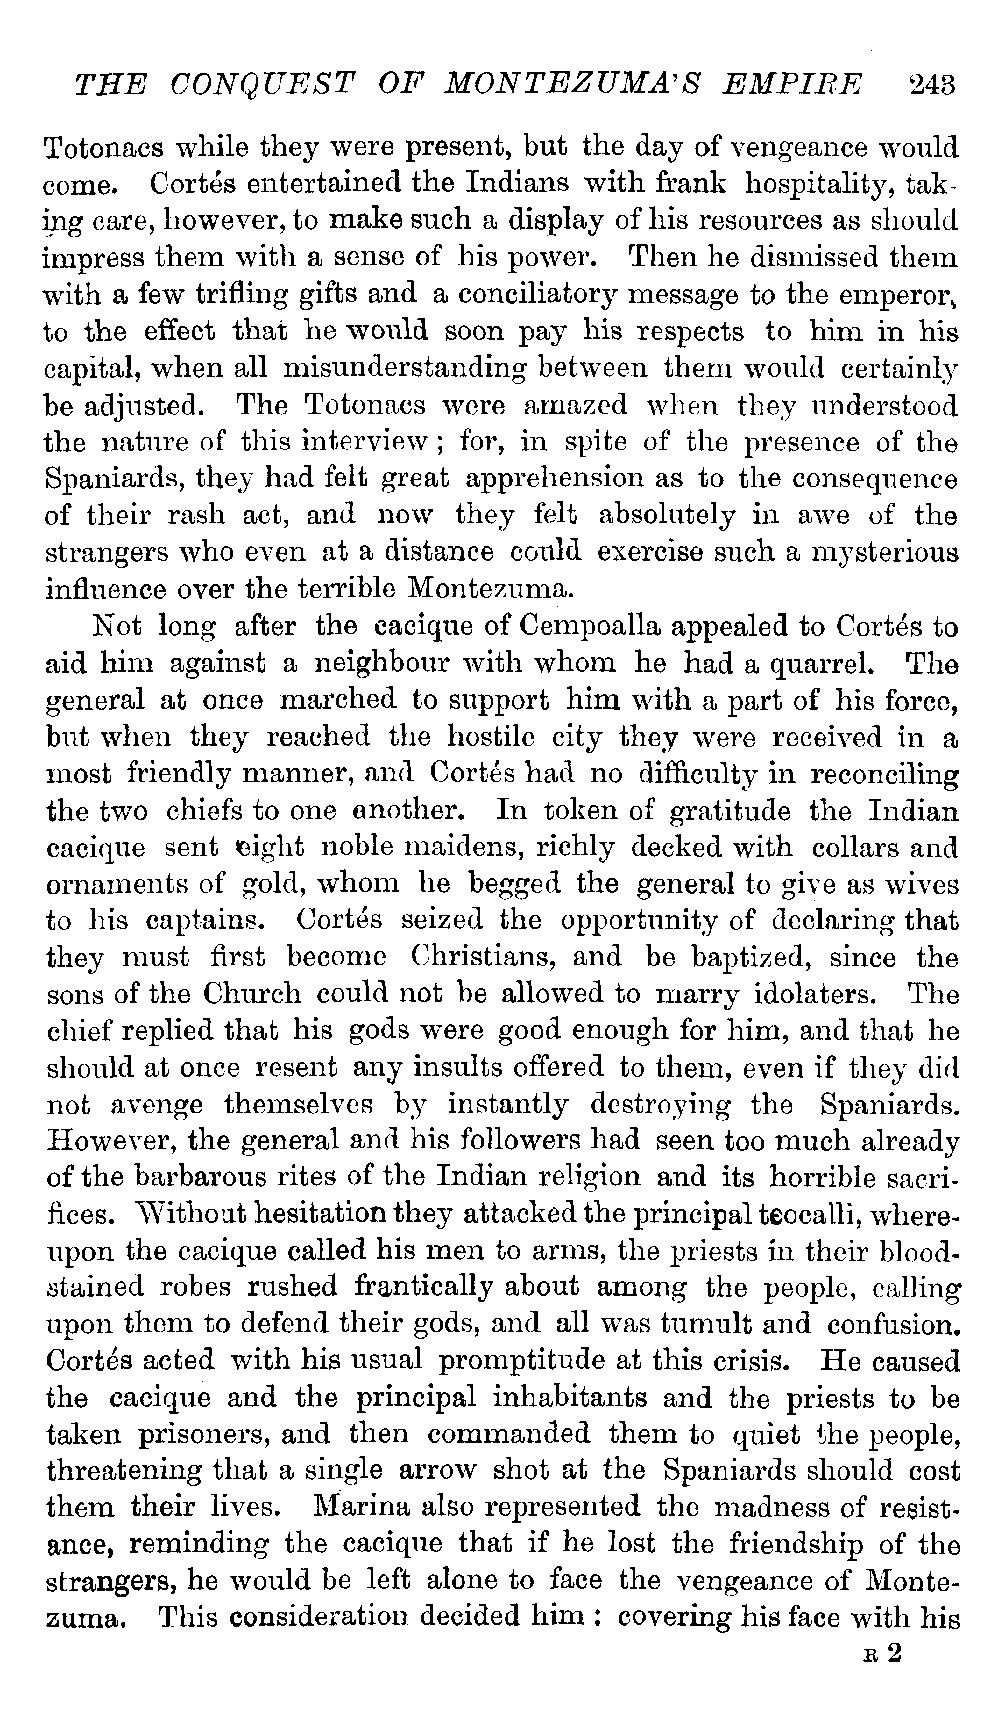 THE CONQUEST OF MONTEZUMA'S EMPIRE 243
Totonacs while they were present, but the day of vengeance would
come. Cortés entertained the Indians with frank hospitality, tak-
ing care, however, to make such a display of his resources as should
impress them with a sense of his power. Then he dismissed them
with a few trifling gifts and a conciliatory message to the emperor,
to the effect that he would soon pay his respects to him in his
capital, when all misunderstanding between them would certainly
be adjusted. The Totonacs were amazed when they understood
the nature of this interview; for, in spite of the presence of the
Spaniards, they had felt great apprehension as to the consequence
of their rash act, and now they felt absolutely in awe of the
strangers who even at a distance could exercise such a mysterious
influence over the terrible Montezuma.
Not long after the cacique of Cempoalla appealed to Cortés to
aid him against a neighbour with whom he had a quarrel. The
general at once marched to support him with a part of his force,
but when they reached the hostile city they were received in a
most friendly manner, and Cortés had no difficulty in reconciling
the two chiefs to one another. In token of gratitude the Indian
cacique sent eight noble maidens, richly decked with collars and
ornaments of gold, whom he begged the general to give as wives
to his captains. Cortés seized the opportunity of declaring that
they must first become Christians, and be baptized, since the
sons of the Church could not be allowed to marry idolaters. The
chief replied that his gods were good enough for him, and that he
should at once resent any insults offered to them, even if they did
not avenge themselves by instantly destroying the Spaniards.
However, the general and his followers had seen too much already
of the barbarous rites of the Indian religion and its horrible sacri-
fices. Without hesitation they attacked the principal teocalli, where-
upon the cacique called his men to arms, the priests in their blood-
stained robes rushed frantically about among the people, calling
upon them to defend their gods, and all was tumult and confusion.
Cortés acted with his usual promptitude at this crisis. He caused
the cacique and the principal inhabitants and the priests to be
taken prisoners, and then commanded them to quiet the people,
threatening that a single arrow shot at the Spaniards should cost
them their lives. Marina also represented the madness of resist-
ance, reminding the cacique that if he lost the friendship of the
strangers, he would be left alone to face the vengeance of Monte-
zuma. This consideration decided him: covering his face with his
R 2